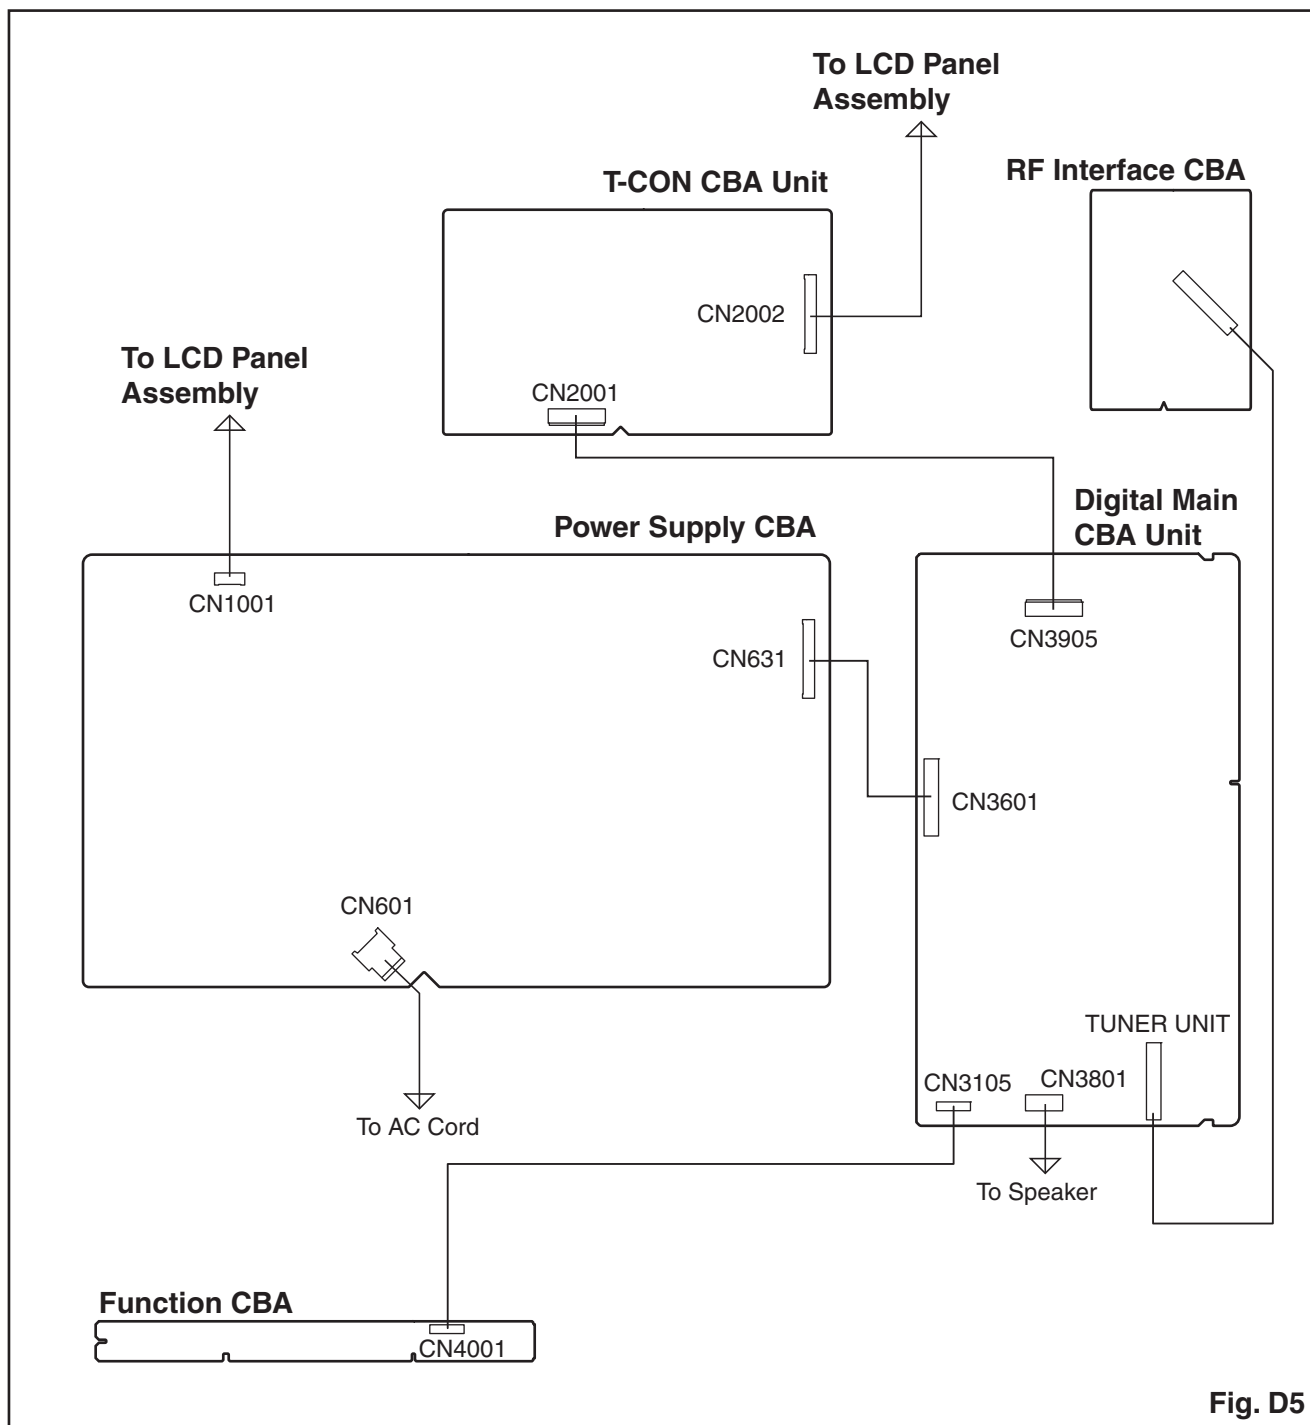 To LCD Panel
Assembly
T-CON CBA Unit
RF Interface CBA
CN2002
To LCD Panel
Assembly
CN2001
Digital Main
CBA Unit
Power Supply CBA
CN1001
CN3905
CN631
CN3601
CN601
TUNER UNIT
CN3105
CN3801
To AC Cord
To Speaker
Function CBA
CN4001
Fig. D5